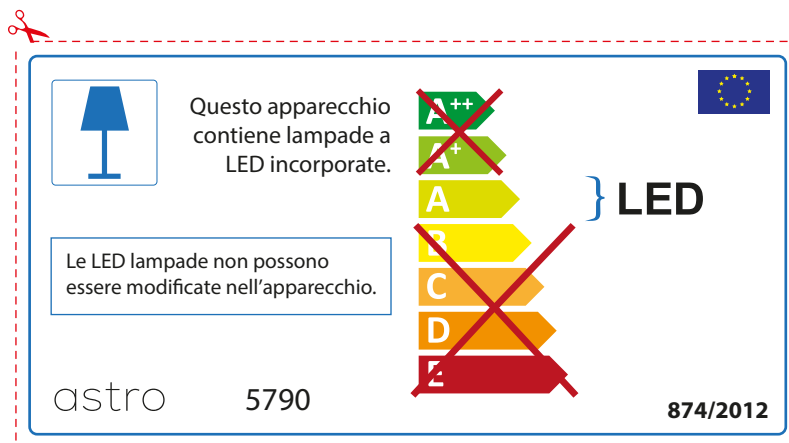 Questo apparecchio
contiene lampade a
LED incorporate.
Le LED lampade non possono
essere modificate nell'apparecchio.
A++
A+
A
B
C
D
E
LED
astro
5790
874/2012